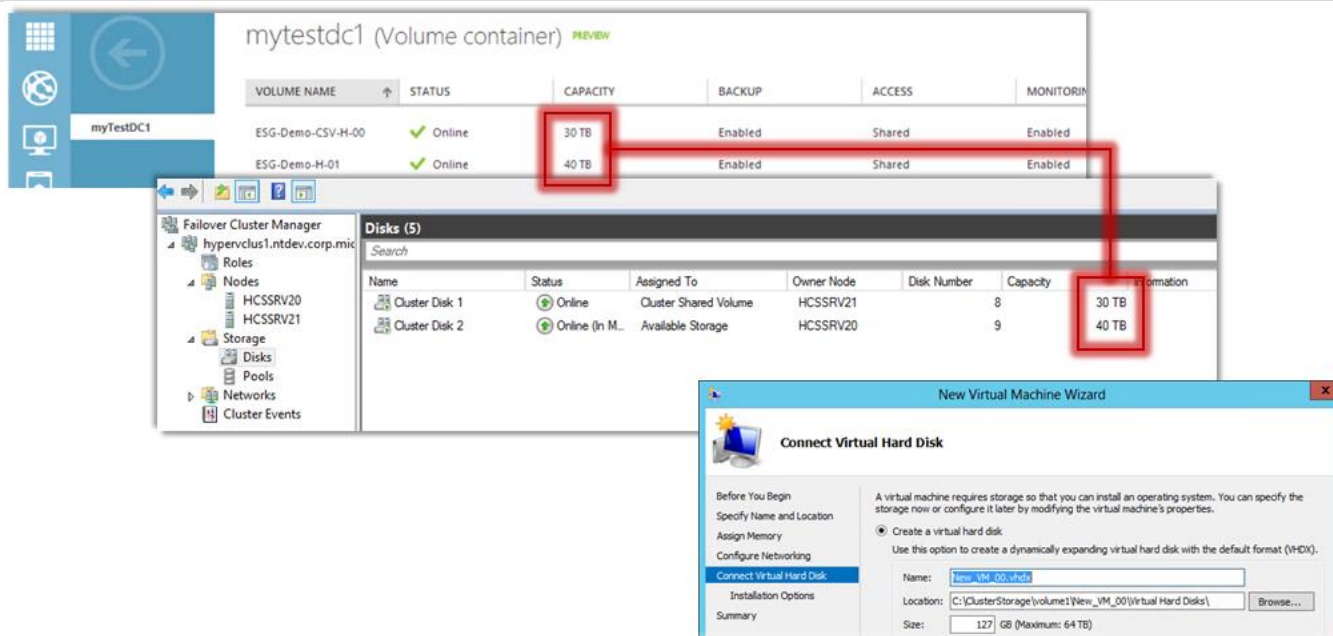 mytestdc1 (Volume container) PREVIEW
VOLUME NAME STATUS CAPACITY BACKUP ACCESS MONITORIN
myTestDC1
ESG-Demo-CSV-H-00 Online 30 TB Enabled Shared Enabled
ESG-Demo-H-01 Online 40 TB Enabled Shared Enabled
Failover Cluster Manager
hypervclus1.ntdev.corp.mic
Roles
Nodes
HCSSRV20
HCSSRV21
Storage
Disks
Pools
Networks
Cluster Events
Disks (5)
Search
Name Status Assigned To Owner Node Disk Number Capacity Information
Cluster Disk 1 Online Cluster Shared Volume HCSSRV21 8 30 TB
Cluster Disk 2 Online (In M... Available Storage HCSSRV20 9 40 TB
New Virtual Machine Wizard
x
Connect Virtual Hard Disk
Before You Begin
Specify Name and Location
Assign Memory
Configure Networking
Connect Virtual Hard Disk
Installation Options
Summary
A virtual machine requires storage so that you can install an operating system. You can specify the
storage now or configure it later by modifying the virtual machine's properties.
Create a virtual hard disk
Use this option to create a dynamically expanding virtual hard disk with the default format (VHDX).
Name: New_VM_00.vhdx
Location: C:\ClusterStorage\volume1\New_VM_00\Virtual Hard Disks\ Browse...
Size: 127 GB (Maximum: 64 TB)